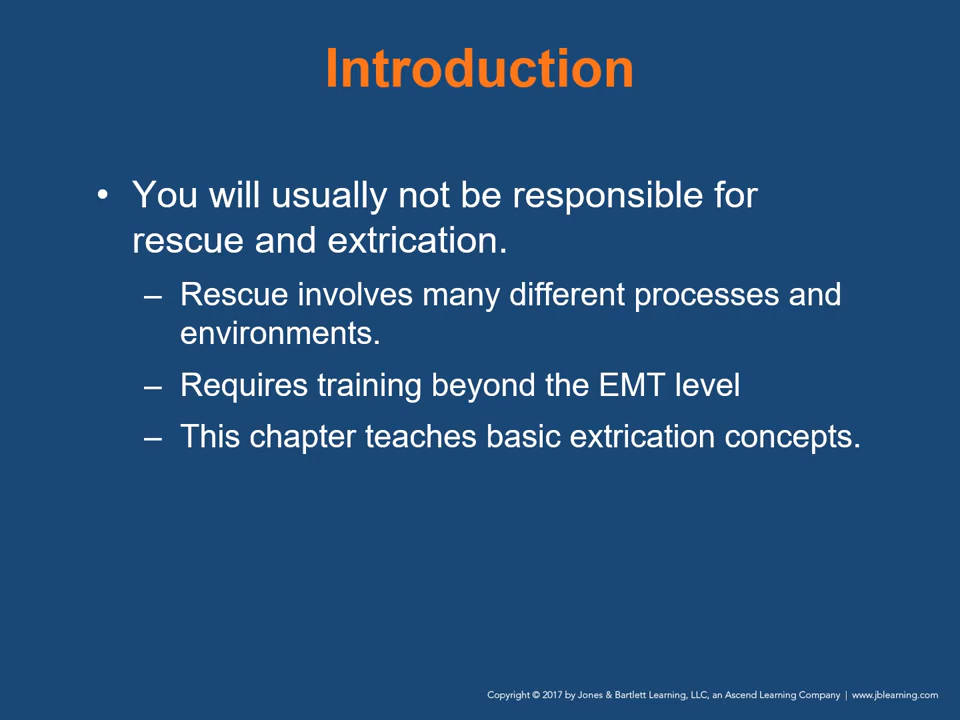 Introduction
• You will usually not be responsible for
rescue and extrication.
– Rescue involves many different processes and
environments.
– Requires training beyond the EMT level
– This chapter teaches basic extrication concepts.
Copyright © 2017 by Jones & Bartlett Learning, LLC, an Ascend Learning Company | www.jblearning.com